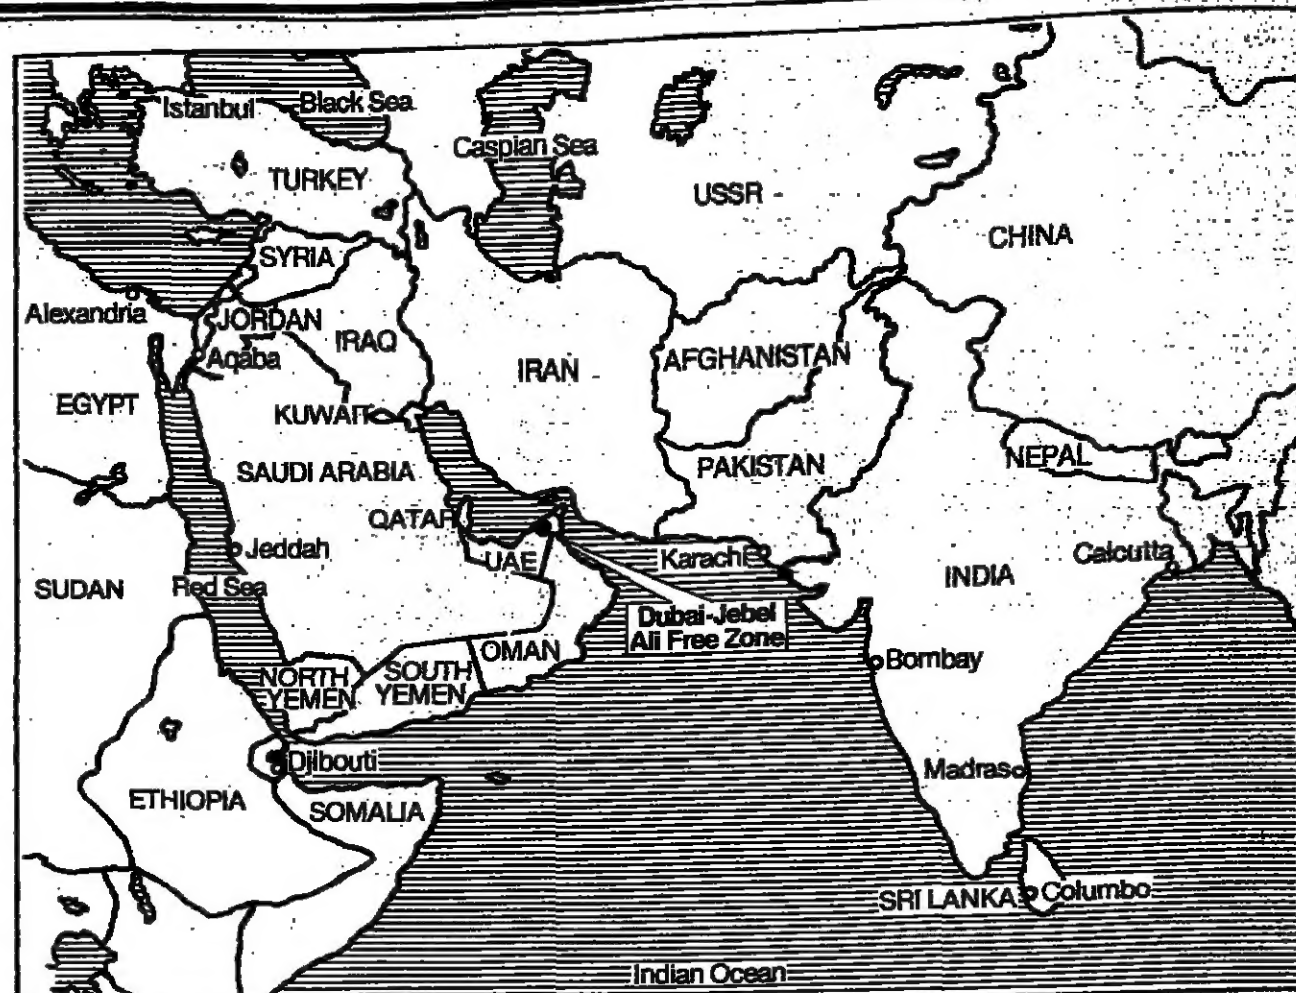 Istanbul
Black Sea
Caspian Sea
TURKEY
USSR
CHINA
SYRIA
Alexandria
JORDAN
IRAQ
Aqaba
IRAN
AFGHANISTAN
EGYPT
KUWAIT
NEPAL
SAUDI ARABIA
PAKISTAN
QATAR
Jeddah
UAE
Karachi
Calcutta
SUDAN
Red Sea
INDIA
Dubai-Jebel
Ali Free Zone
OMAN
NORTH
YEMEN
SOUTH
YEMEN
Bombay
Djibouti
Madras
ETHIOPIA
SOMALIA
SRI LANKA
Columbo
Indian Ocean